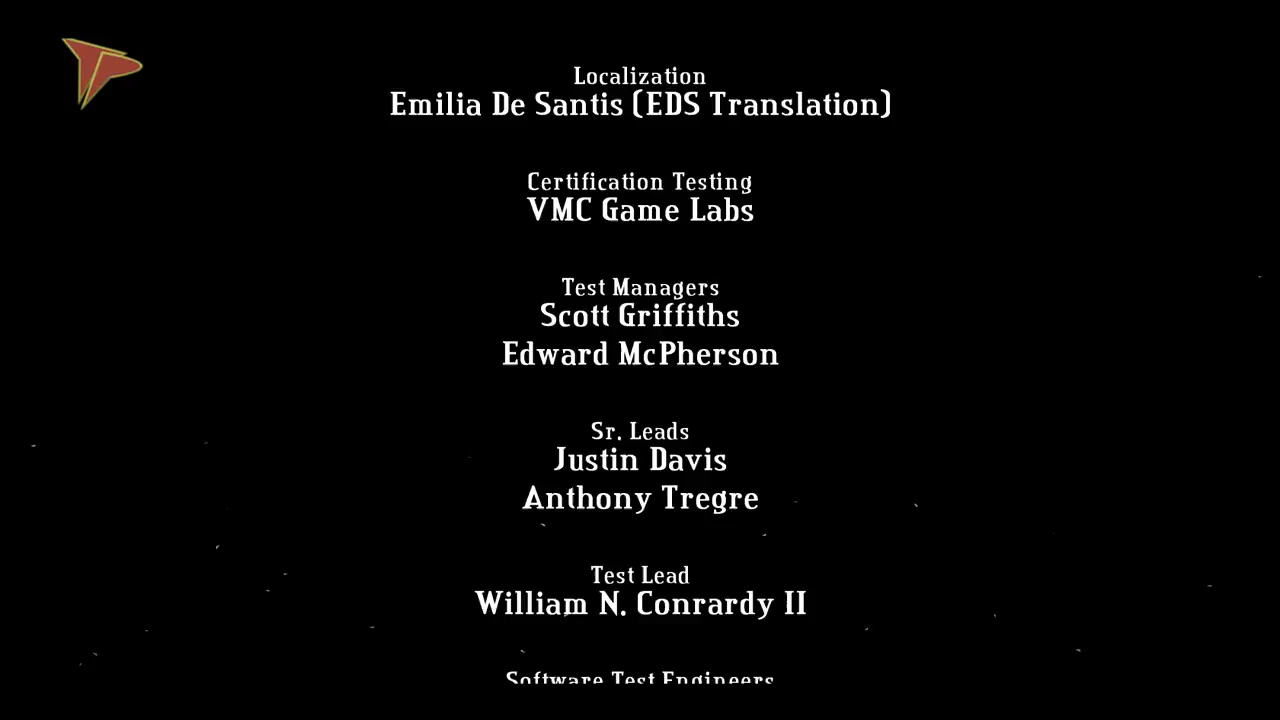 Localization
Emilia De Santis (EDS Translation)
Certification Testing
VMC Game Labs
Test Managers
Scott Griffiths
Edward McPherson
Sr. Leads
Justin Davis
Anthony Tregre
Test Lead
William N. Conrardy II
Software Test Engineers